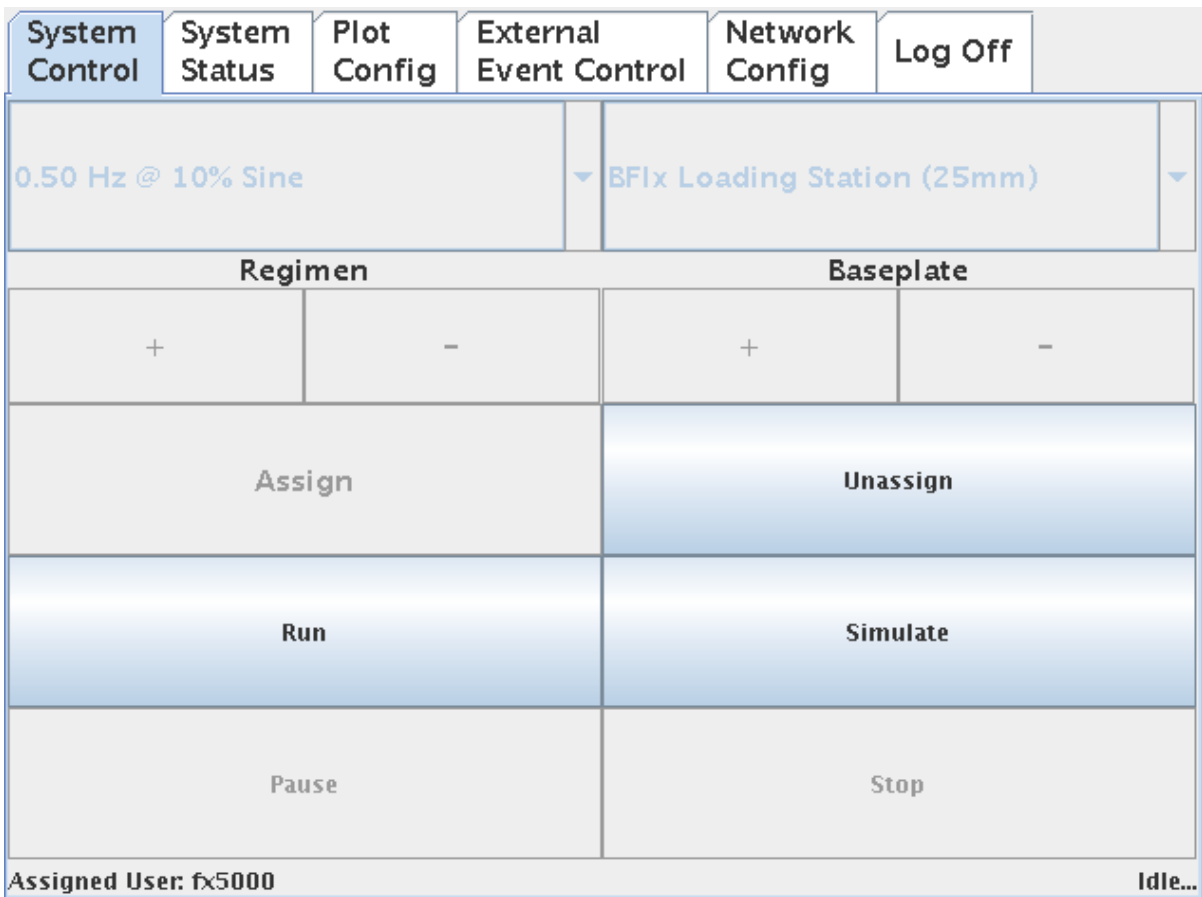 System Control
System Status
Plot Config
External Event Control
Network Config
Log Off
0.50 Hz @ 10% Sine
BFlx Loading Station (25mm)
Regimen
Baseplate
+
-
+
-
Assign
Unassign
Run
Simulate
Pause
Stop
Assigned User: fx5000
Idle...